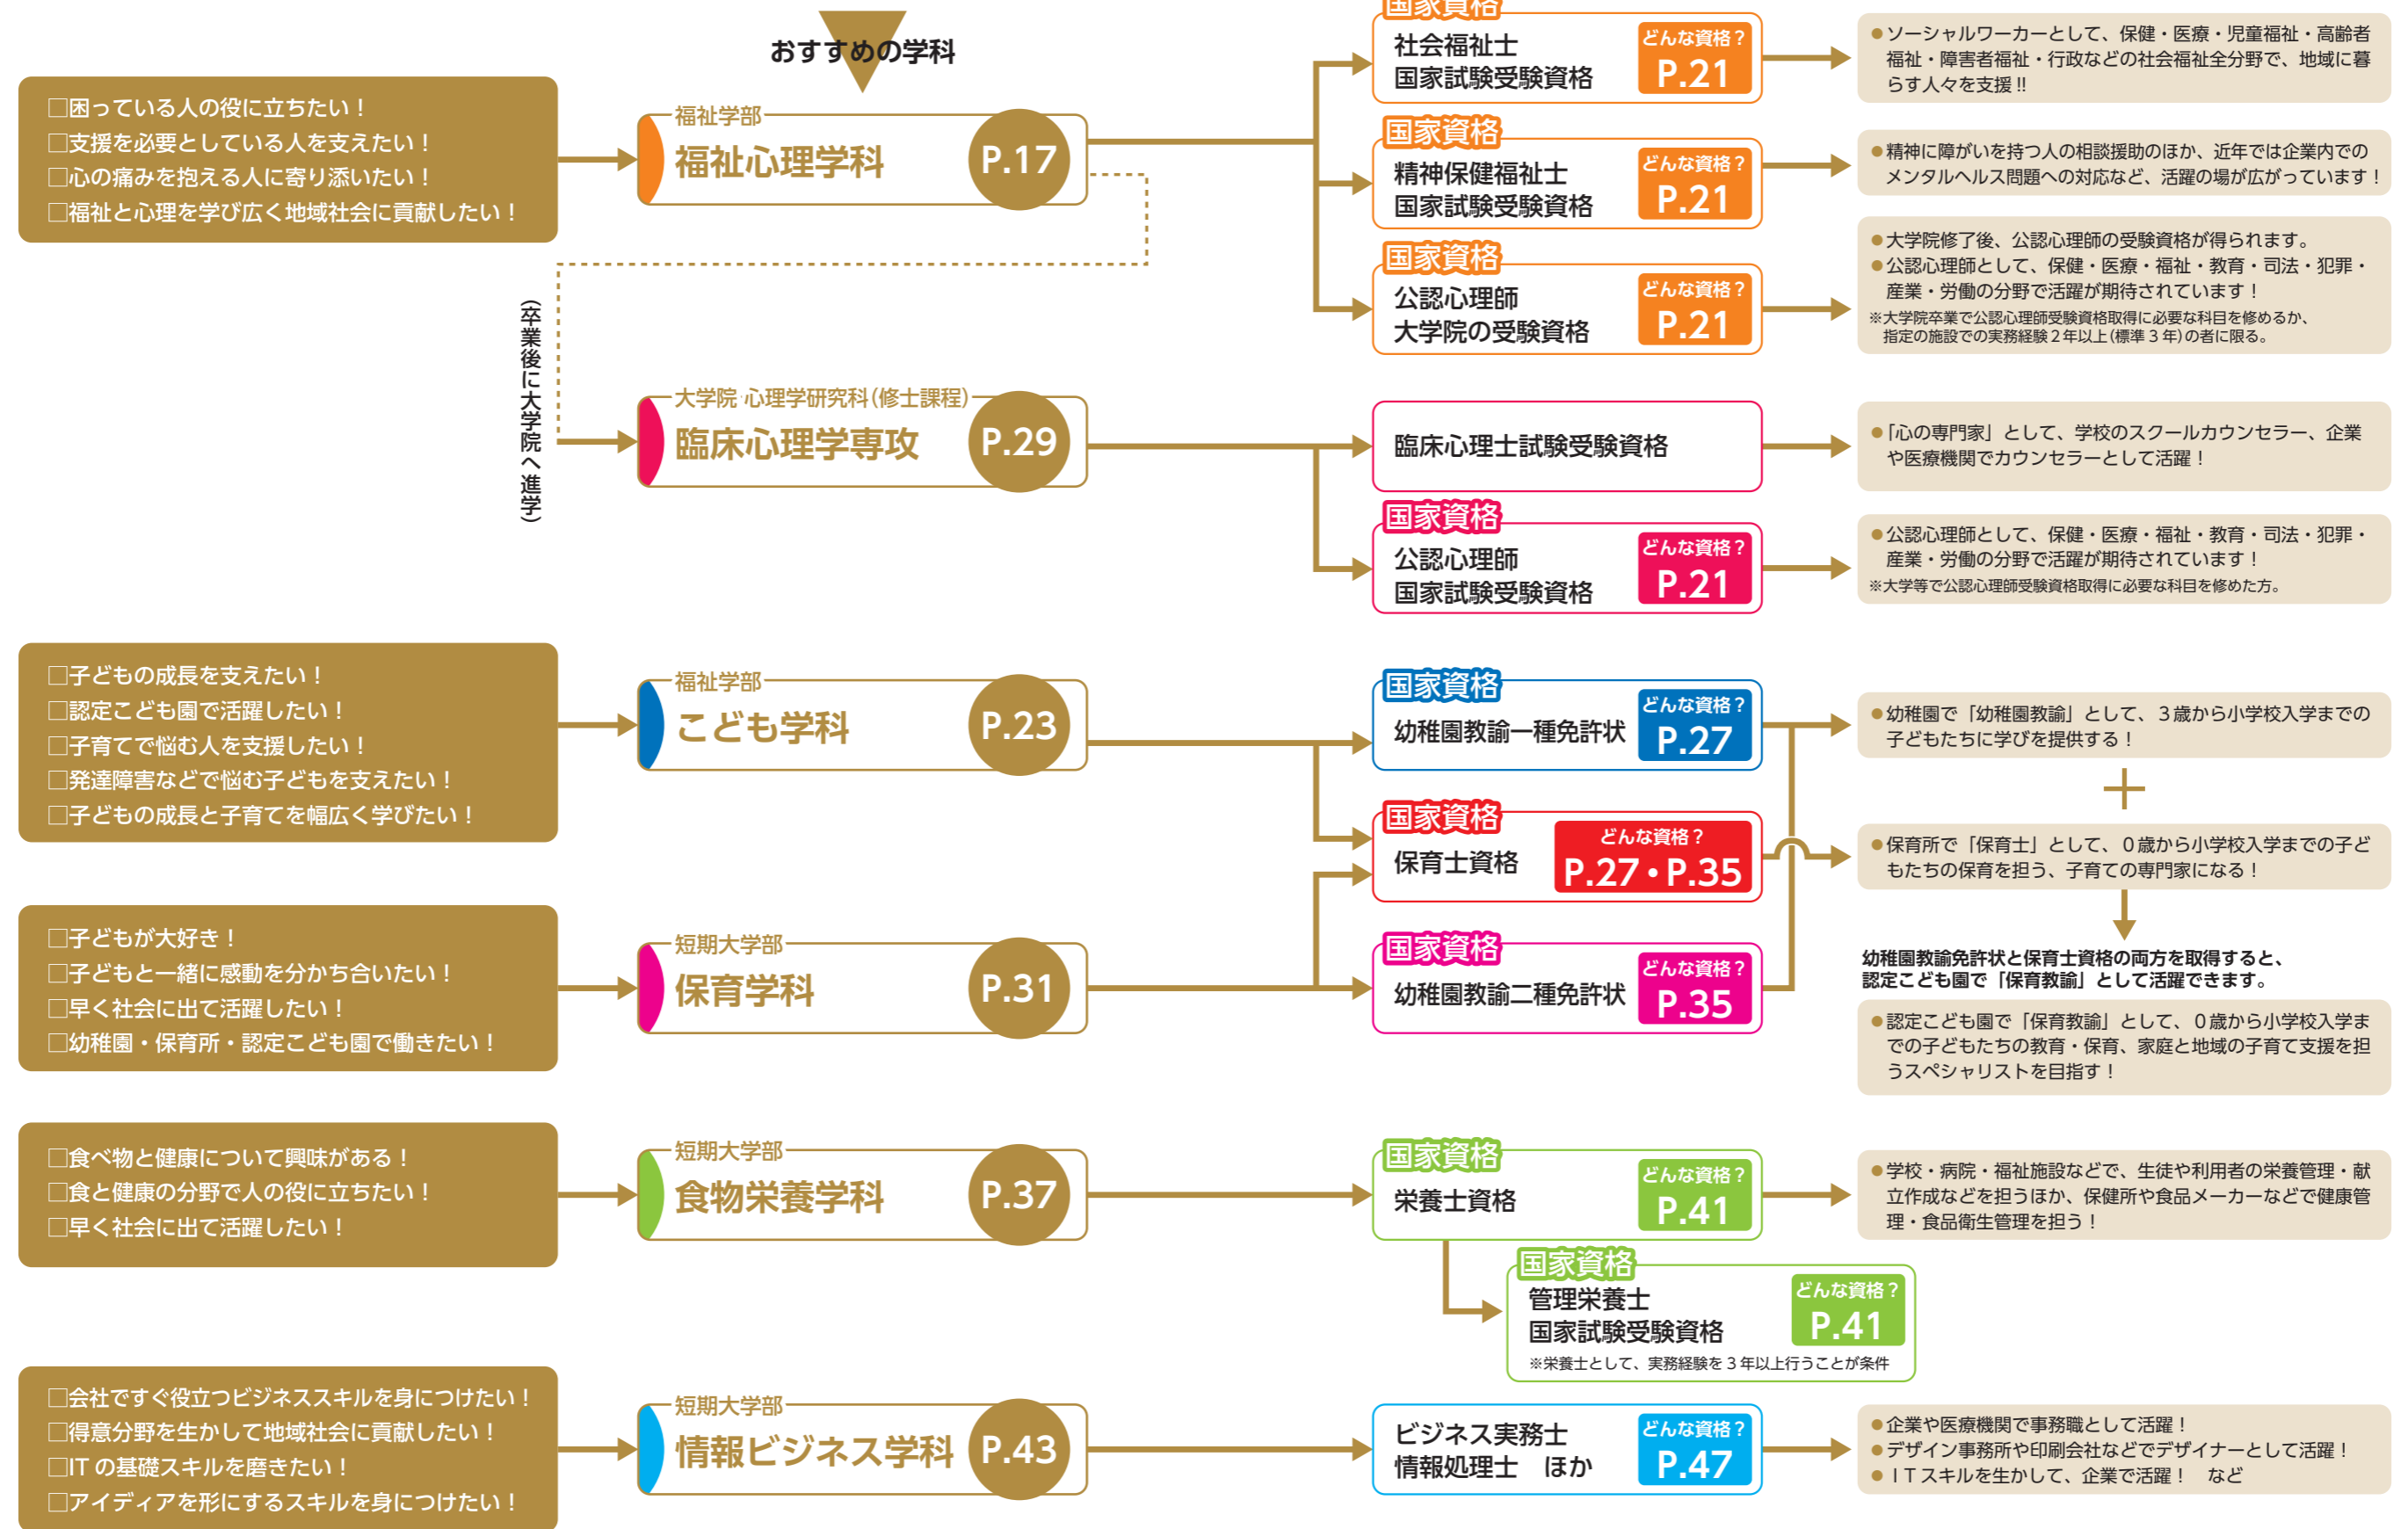 おすすめの学科
□困っている人の役に立ちたい！
□支援を必要としている人を支えたい！
□心の痛みを抱える人に寄り添いたい！
□福祉と心理を学び広く地域社会に貢献したい！
福祉学部
福祉心理学科
P.17
国家資格
社会福祉士
国家試験受験資格
どんな資格？
P.21
●ソーシャルワーカーとして、保健・医療・児童福祉・高齢者
福祉・障害者福祉・行政などの社会福祉全分野で、地域に暮
らす人々を支援!!
国家資格
精神保健福祉士
国家試験受験資格
どんな資格？
P.21
●精神に障がいを持つ人の相談援助のほか、近年では企業内での
メンタルヘルス問題への対応など、活躍の場が広がっています！
国家資格
公認心理師
大学院の受験資格
どんな資格？
P.21
●大学院修了後、公認心理師の受験資格が得られます。
●公認心理師として、保健・医療・福祉・教育・司法・犯罪・
産業・労働の分野で活躍が期待されています！
※大学院卒業で公認心理師受験資格取得に必要な科目を修めるか、
指定の施設での実務経験２年以上（標準３年）の者に限る。
（卒業後に大学院へ進学）
大学院 心理学研究科（修士課程）
臨床心理学専攻
P.29
臨床心理士試験受験資格
●「心の専門家」として、学校のスクールカウンセラー、企業
や医療機関でカウンセラーとして活躍！
国家資格
公認心理師
国家試験受験資格
どんな資格？
P.21
●公認心理師として、保健・医療・福祉・教育・司法・犯罪・
産業・労働の分野で活躍が期待されています！
※大学等で公認心理師受験資格取得に必要な科目を修めた方。
□子どもの成長を支えたい！
□認定こども園で活躍したい！
□子育てで悩む人を支援したい！
□発達障害などで悩む子どもを支えたい！
□子どもの成長と子育てを幅広く学びたい！
福祉学部
こども学科
P.23
国家資格
幼稚園教諭一種免許状
どんな資格？
P.27
●幼稚園で「幼稚園教諭」として、３歳から小学校入学までの
子どもたちに学びを提供する！
＋
国家資格
保育士資格
どんな資格？
P.27・P.35
●保育所で「保育士」として、０歳から小学校入学までの子ど
もたちの保育を担う、子育ての専門家になる！
□子どもが大好き！
□子どもと一緒に感動を分かち合いたい！
□早く社会に出て活躍したい！
□幼稚園・保育所・認定こども園で働きたい！
短期大学部
保育学科
P.31
国家資格
幼稚園教諭二種免許状
どんな資格？
P.35
幼稚園教諭免許状と保育士資格の両方を取得すると、
認定こども園で「保育教諭」として活躍できます。
●認定こども園で「保育教諭」として、０歳から小学校入学ま
での子どもたちの教育・保育、家庭と地域の子育て支援を担
うスペシャリストを目指す！
□食べ物と健康について興味がある！
□食と健康の分野で人の役に立ちたい！
□早く社会に出て活躍したい！
短期大学部
食物栄養学科
P.37
国家資格
栄養士資格
どんな資格？
P.41
●学校・病院・福祉施設などで、生徒や利用者の栄養管理・献
立作成などを担うほか、保健所や食品メーカーなどで健康管
理・食品衛生管理を担う！
国家資格
管理栄養士
国家試験受験資格
どんな資格？
P.41
※栄養士として、実務経験を３年以上行うことが条件
□会社ですぐ役立つビジネススキルを身につけたい！
□得意分野を生かして地域社会に貢献したい！
□ITの基礎スキルを磨きたい！
□アイディアを形にするスキルを身につけたい！
短期大学部
情報ビジネス学科
P.43
ビジネス実務士
情報処理士　ほか
どんな資格？
P.47
●企業や医療機関で事務職として活躍！
●デザイン事務所や印刷会社などでデザイナーとして活躍！
●ＩＴスキルを生かして、企業で活躍！　など